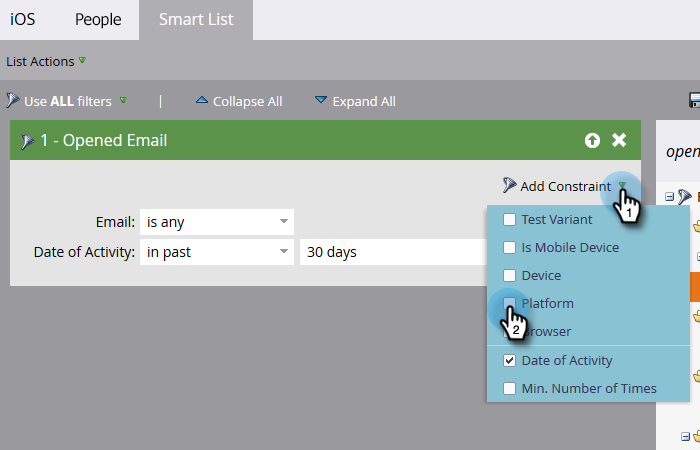 iOS People Smart List
List Actions
Use ALL filters | Collapse All Expand All
1 - Opened Email
open
Add Constraint
1
Email: is any
Date of Activity: in past 30 days
Test Variant
Is Mobile Device
Device
Platform
2
Browser
Date of Activity
Min. Number of Times